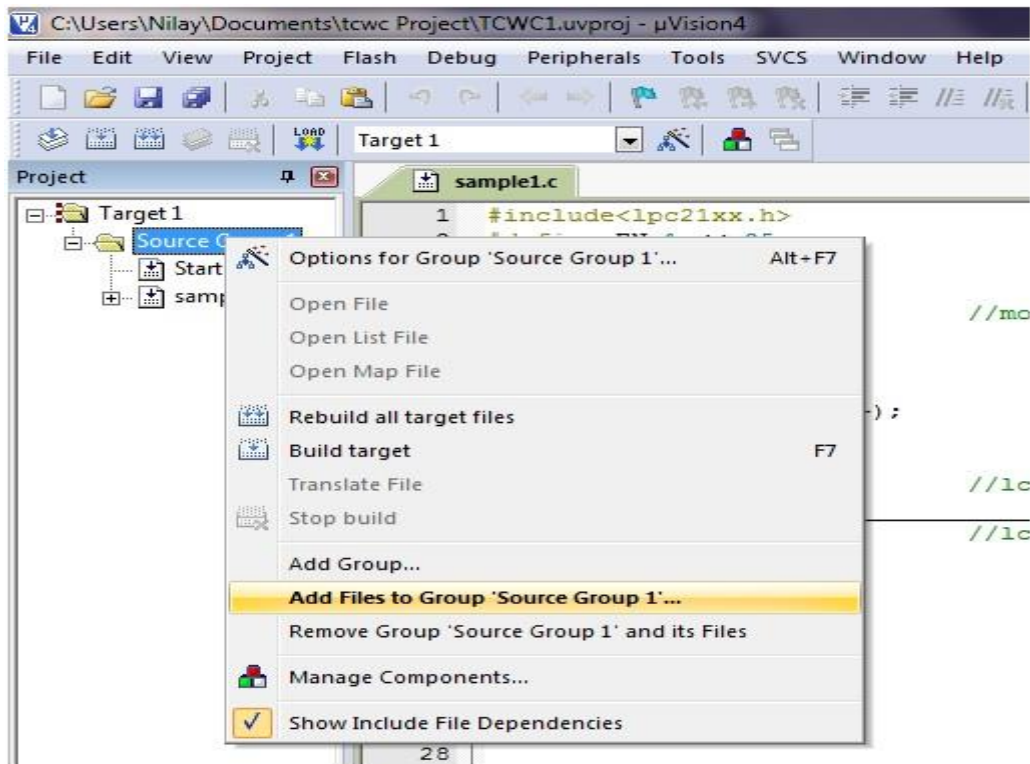 C:\Users\Nilay\Documents\tcwc Project\TCWC1.uvproj - µVision4
File Edit View Project Flash Debug Peripherals Tools SVCS Window Help
LOAD Target 1
Project
sample1.c
Target 1
1 #include<lpc21xx.h>
Source
Start
Options for Group 'Source Group 1'... Alt+F7
Open File
//mo
Open List File
Open Map File
Rebuild all target files
);
Build target F7
Translate File
//lc
Stop build
//lc
Add Group...
Add Files to Group 'Source Group 1'...
Remove Group 'Source Group 1' and its Files
Manage Components...
Show Include File Dependencies
28